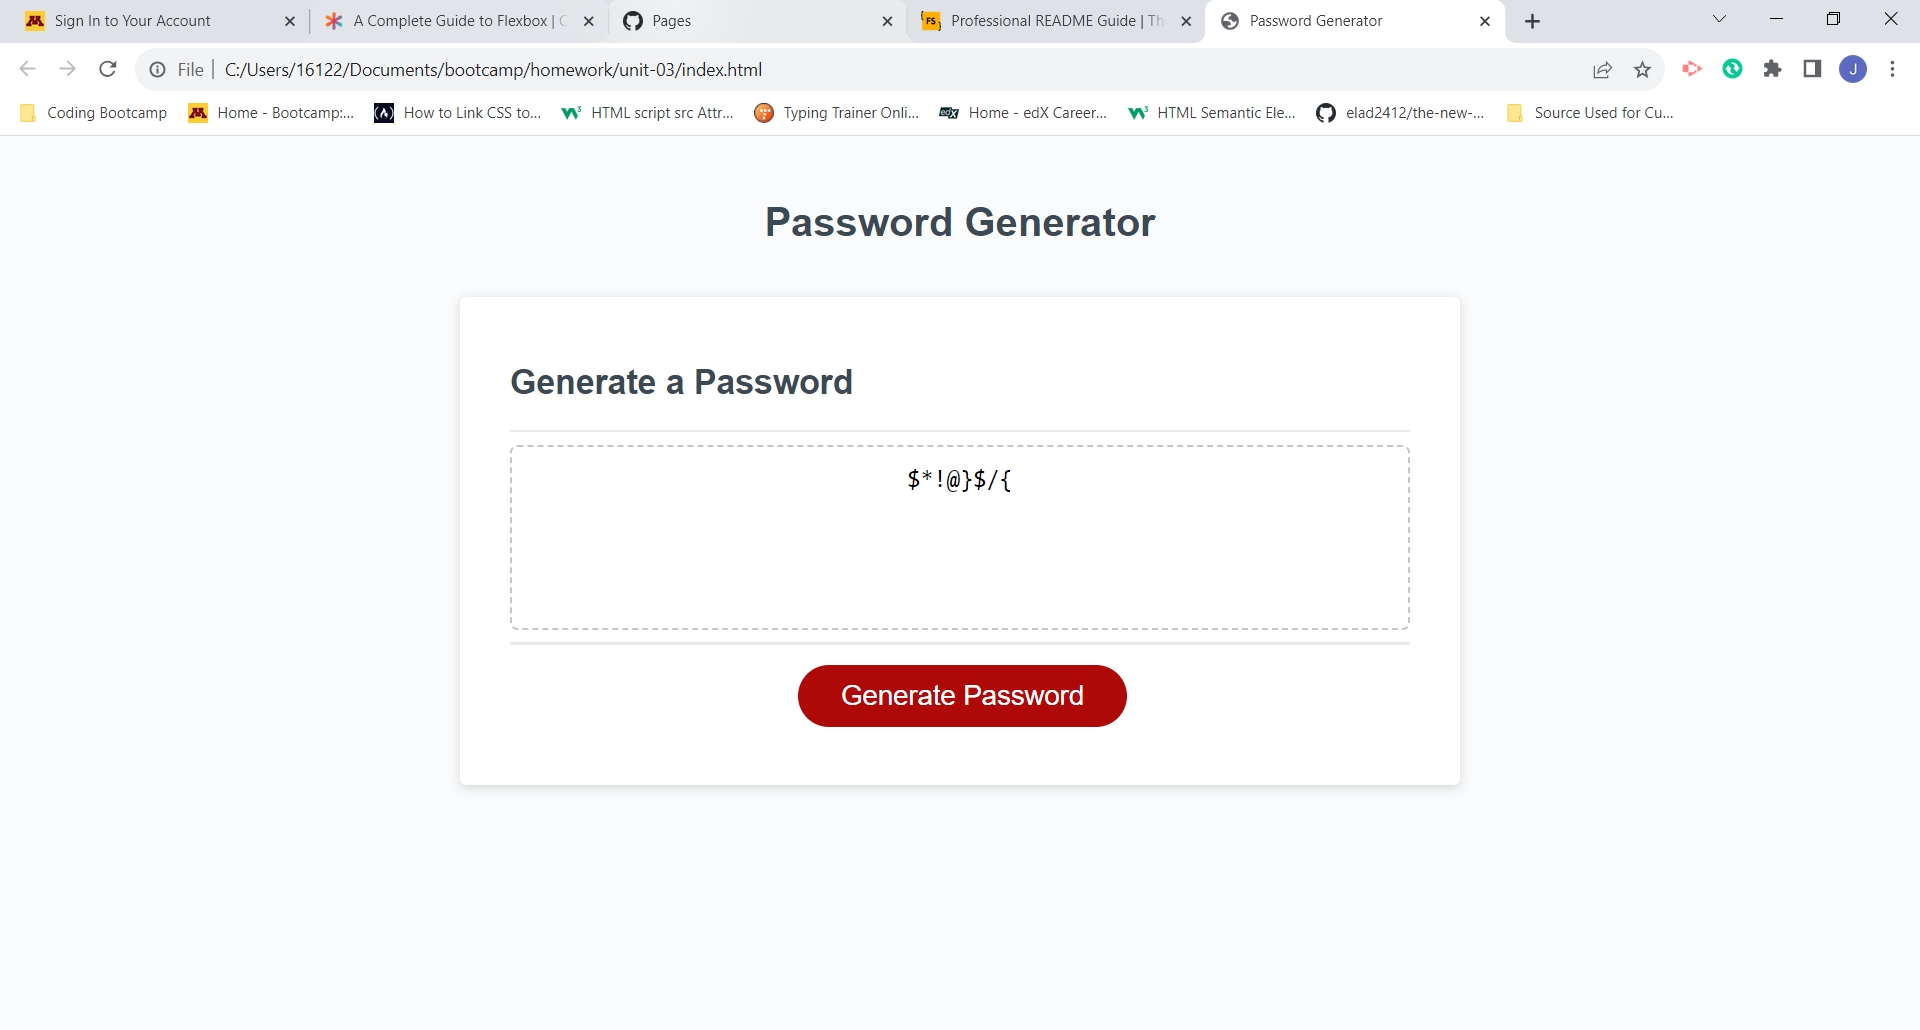 Sign In to Your Account
A Complete Guide to Flexbox | C
Pages
Professional README Guide | Th
Password Generator
File
C:/Users/16122/Documents/bootcamp/homework/unit-03/index.html
J
Coding Bootcamp
Home - Bootcamp:...
How to Link CSS to...
HTML script src Attr...
Typing Trainer Onli...
Home - edX Career...
HTML Semantic Ele...
elad2412/the-new-...
Source Used for Cu...
Password Generator
Generate a Password
$*!@}$/{
Generate Password